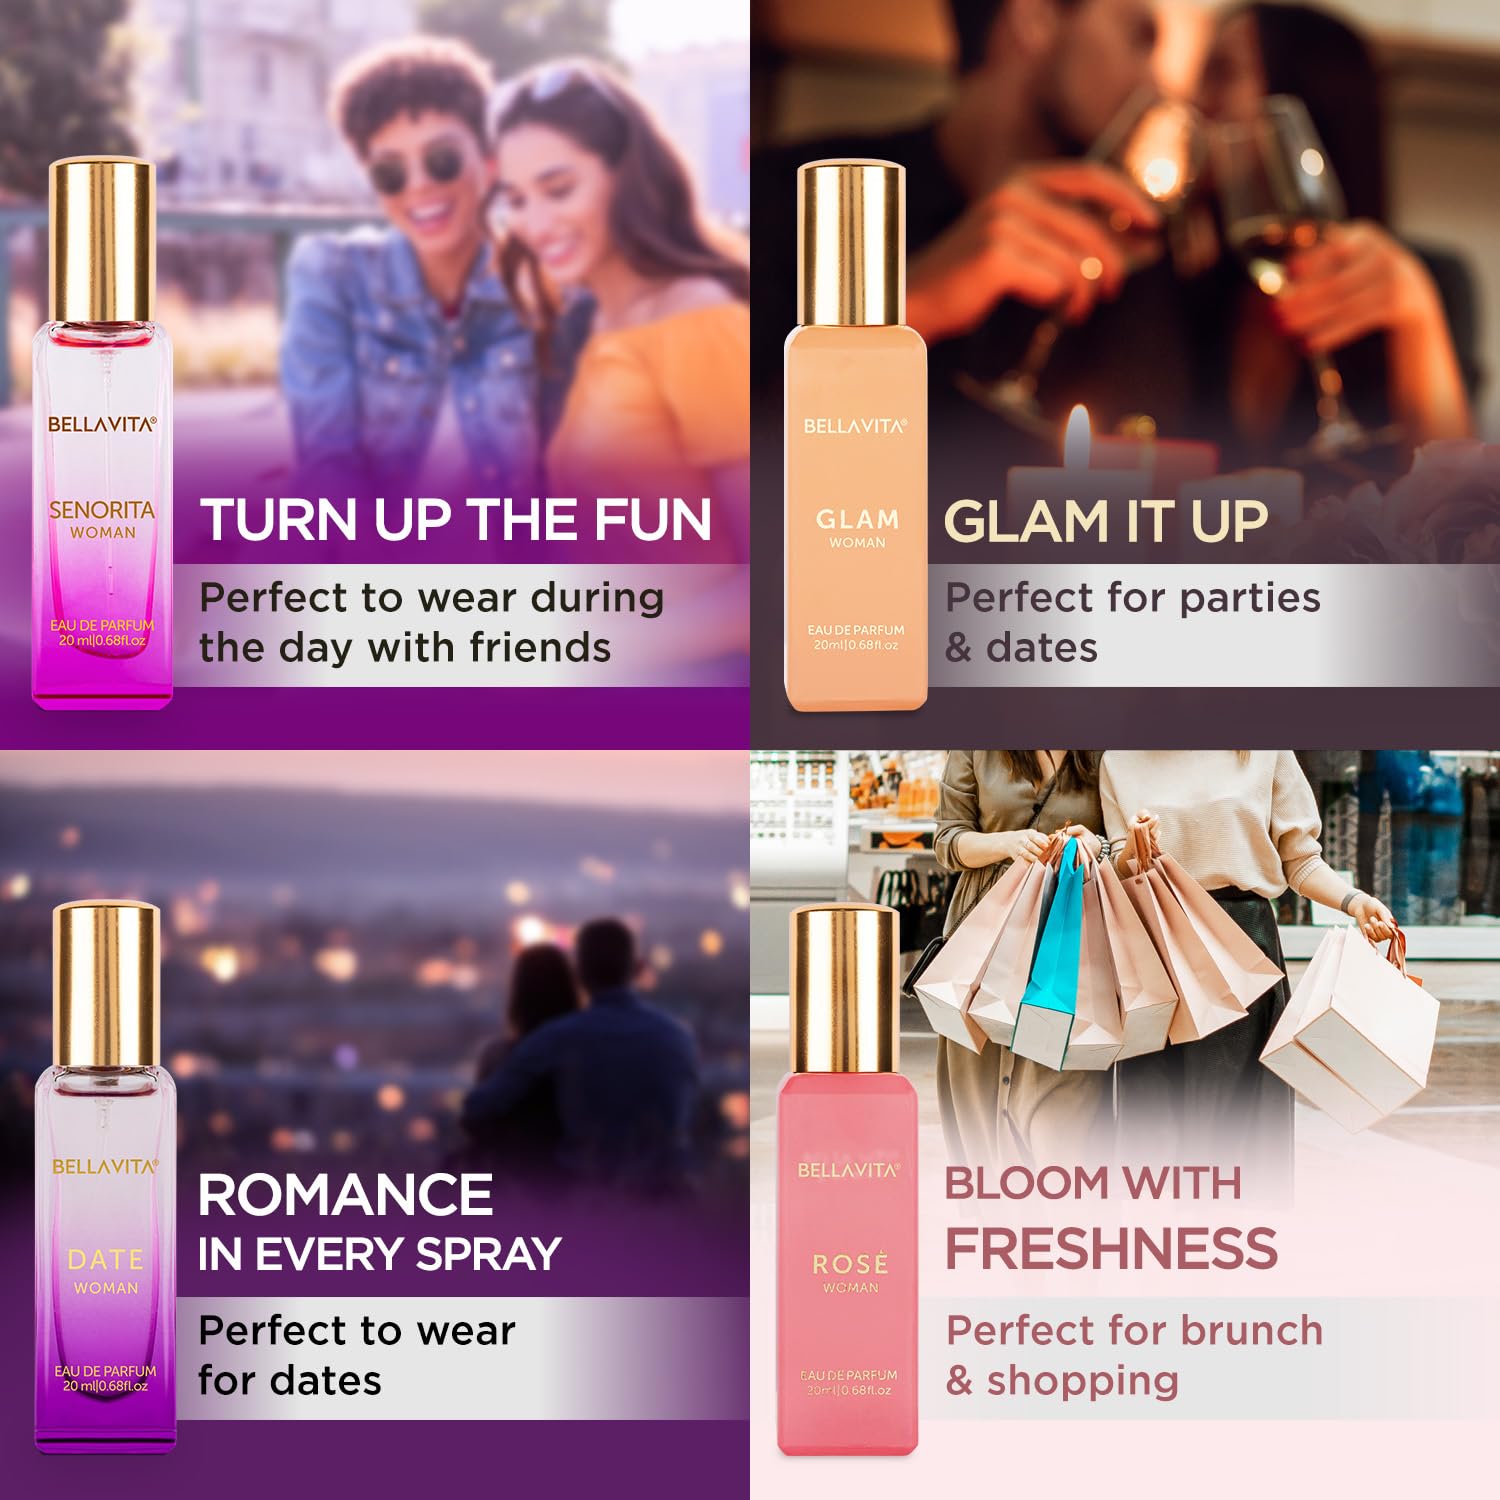 BELLAVITA®
SENORITA
WOMAN
EAU DE PARFUM
20 ml|0.68fl.oz
TURN UP THE FUN
Perfect to wear during
the day with friends
BELLAVITA®
GLAM
WOMAN
EAU DE PARFUM
20ml|0.68fl.oz
GLAM IT UP
Perfect for parties
& dates
BELLAVITA®
DATE
WOMAN
EAU DE PARFUM
20 ml|0.68fl.oz
ROMANCE
IN EVERY SPRAY
Perfect to wear
for dates
BELLAVITA®
ROSÉ
WOMAN
EAU DE PARFUM
20ml|0.68fl.oz
BLOOM WITH
FRESHNESS
Perfect for brunch
& shopping